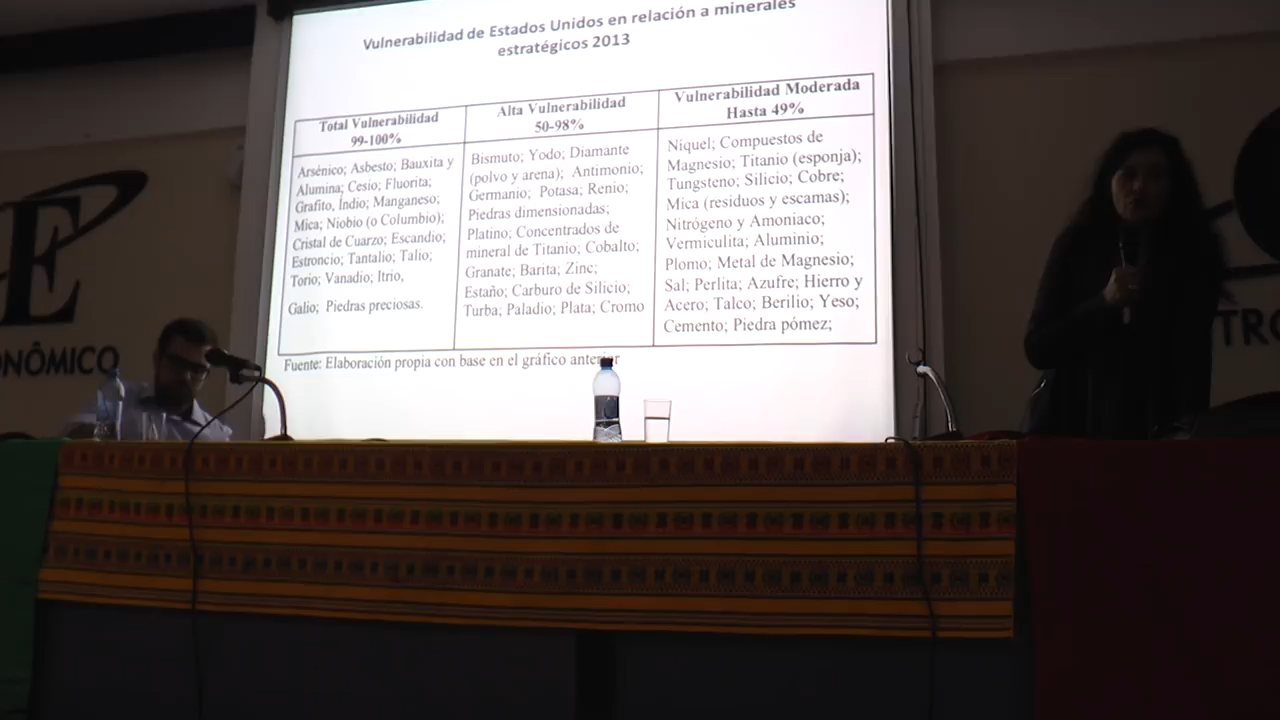 Vulnerabilidad de Estados Unidos en relación a minerales
estratégicos 2013
Total Vulnerabilidad
99-100%
Arsénico; Asbesto; Bauxita y
Alumina; Cesio; Fluorita;
Grafito, Índio; Manganeso;
Mica; Niobio (o Columbio);
Cristal de Cuarzo; Escandio;
Estroncio; Tantalio; Talio;
Torio; Vanadio; Itrio,
Galio; Piedras preciosas.
Alta Vulnerabilidad
50-98%
Bismuto; Yodo; Diamante
(polvo y arena); Antimonio;
Germanio; Potasa; Renio;
Piedras dimensionadas;
Platino; Concentrados de
mineral de Titanio; Cobalto;
Granate; Barita; Zinc;
Estaño; Carburo de Silicio;
Turba; Paladio; Plata; Cromo
Vulnerabilidad Moderada
Hasta 49%
Niquel; Compuestos de
Magnesio; Titanio (esponja);
Tungsteno; Silicio; Cobre;
Mica (residuos y escamas);
Nitrógeno y Amoniaco;
Vermiculita; Aluminio;
Plomo; Metal de Magnesio;
Sal; Perlita; Azufre; Hierro y
Acero; Talco; Berilio; Yeso;
Cemento; Piedra pómez;
Fuente: Elaboración propia con base en el gráfico anterior
E
ONÔMICO
TRO